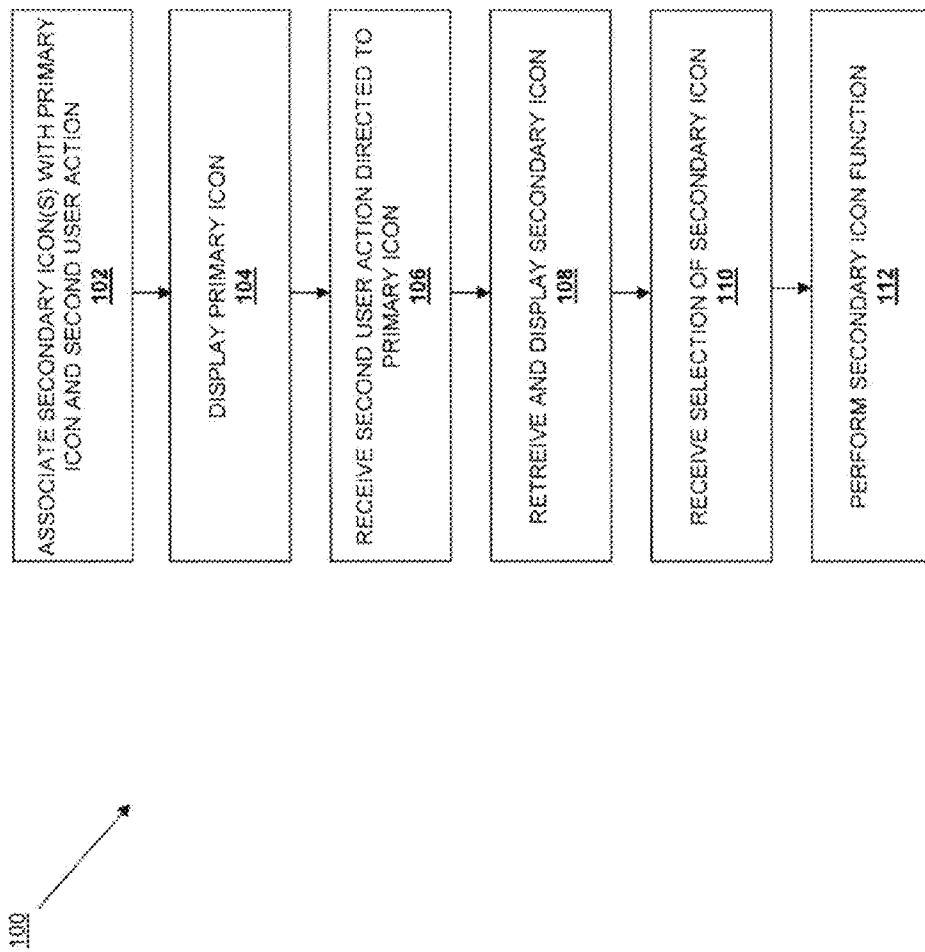 100
ASSOCIATE SECONDARY ICON(S) WITH PRIMARY
ICON AND SECOND USER ACTION
102
DISPLAY PRIMARY ICON
104
RECEIVE SECOND USER ACTION DIRECTED TO
PRIMARY ICON
106
RETREIVE AND DISPLAY SECONDARY ICON
108
RECEIVE SELECTION OF SECONDARY ICON
110
PERFORM SECONDARY ICON FUNCTION
112